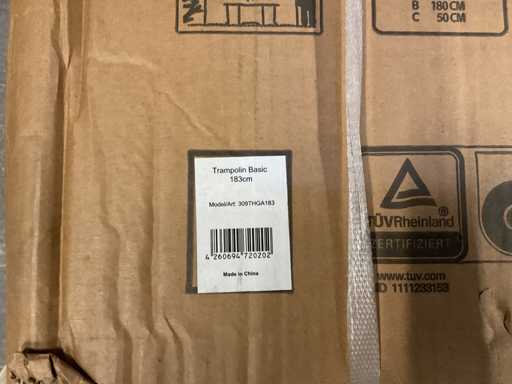 B 180CM
C 50CM
Trampolin Basic
183cm
Model/Art: 309THGA183
4 260694 720202
Made in China
TÜVRheinland
ZERTIFIZIERT
www.tuv.com
ID 1111233153